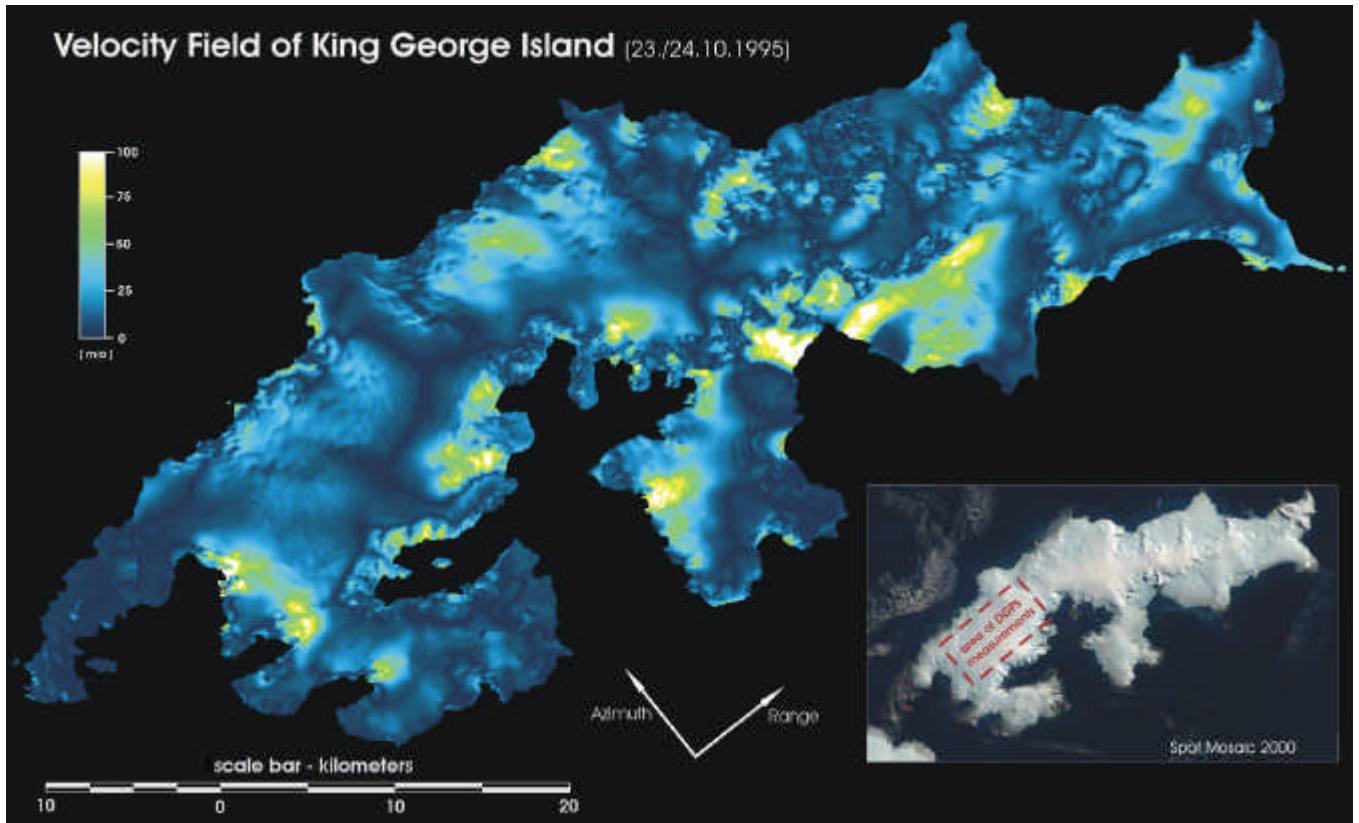 Velocity Field of King George Island (23./24.10.1995)
100
75
50
25
0
[m/a]
Azimuth
Range
area of DGPS
measurements
Spot Mosaic 2000
scale bar - kilometers
10 0 10 20